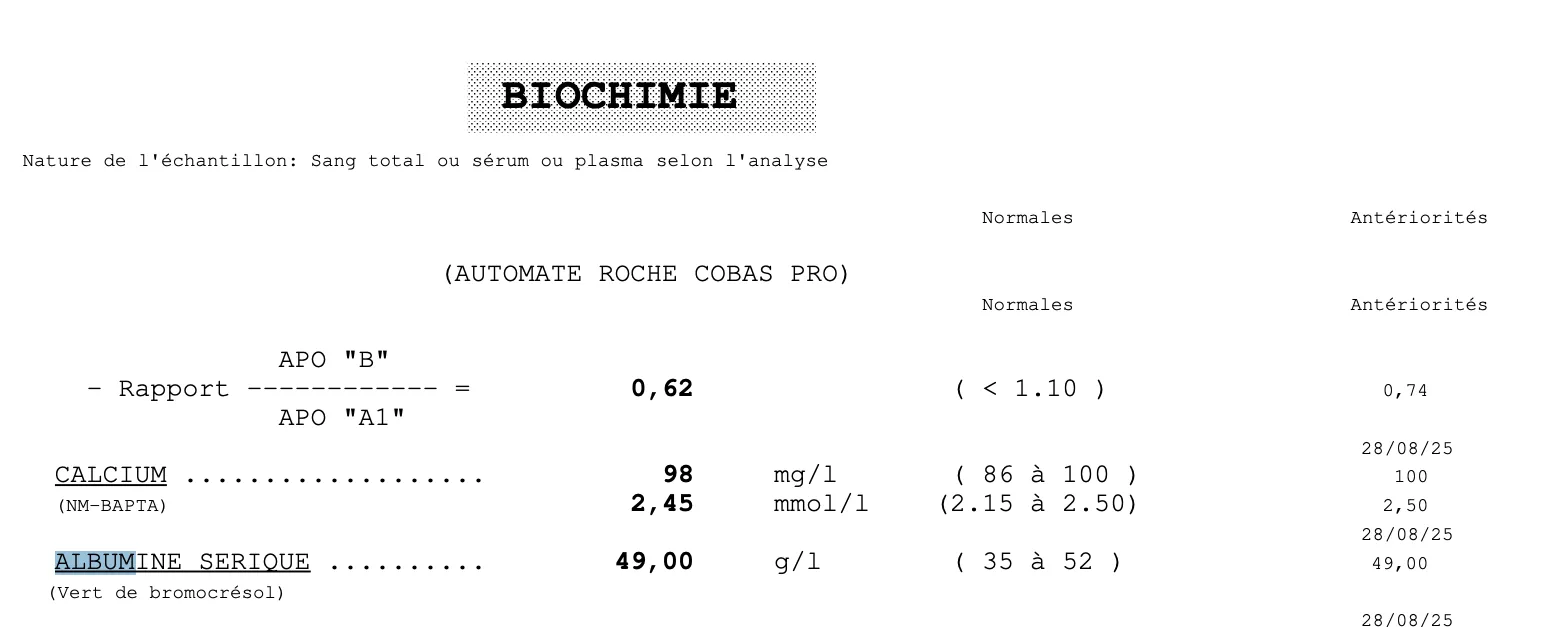 BIOCHIMIE
Nature de l'échantillon: Sang total ou sérum ou plasma selon l'analyse
Normales Antériorités
(AUTOMATE ROCHE COBAS PRO)
Normales Antériorités
APO "B"
- Rapport ------------ = 0,62 ( < 1.10 ) 0,74
APO "A1"
28/08/25
CALCIUM ................... 98 mg/l ( 86 à 100 ) 100
(NM-BAPTA) 2,45 mmol/l (2.15 à 2.50) 2,50
28/08/25
ALBUMINE SERIQUE .......... 49,00 g/l ( 35 à 52 ) 49,00
(Vert de bromocrésol)
28/08/25